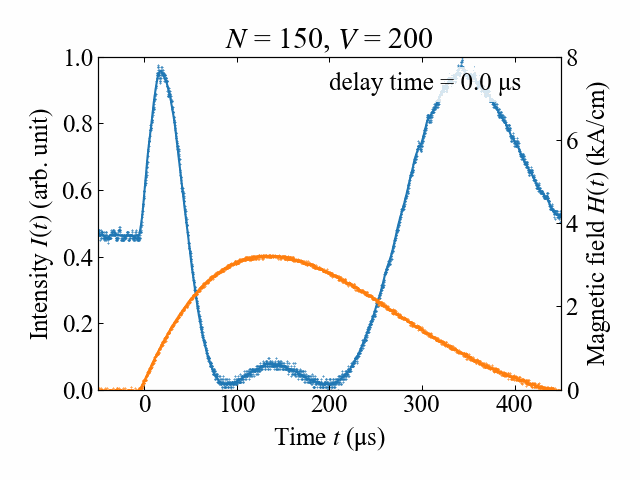 N = 150, V = 200
delay time = 0.0 μs
Intensity I(t) (arb. unit)
1.0
0.8
0.6
0.4
0.2
0.0
8
6
4
2
0
Magnetic field H(t) (kA/cm)
0 100 200 300 400
Time t (μs)